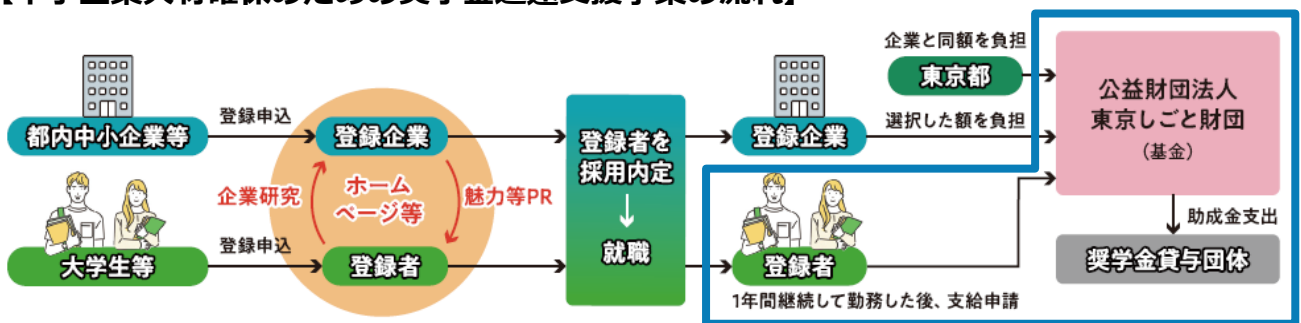 【中小企業人材確保のための奨学金返還支援事業の流れ】
企業と同額を負担
東京都
公益財団法人
東京しごと財団
（基金）
都内中小企業等
登録申込
登録企業
登録者を
採用内定
↓
就職
登録企業
選択した額を負担
企業研究
ホーム
ページ等
魅力等PR
大学生等
登録申込
登録者
登録者
1年間継続して勤務した後、支給申請
助成金支出
奨学金貸与団体